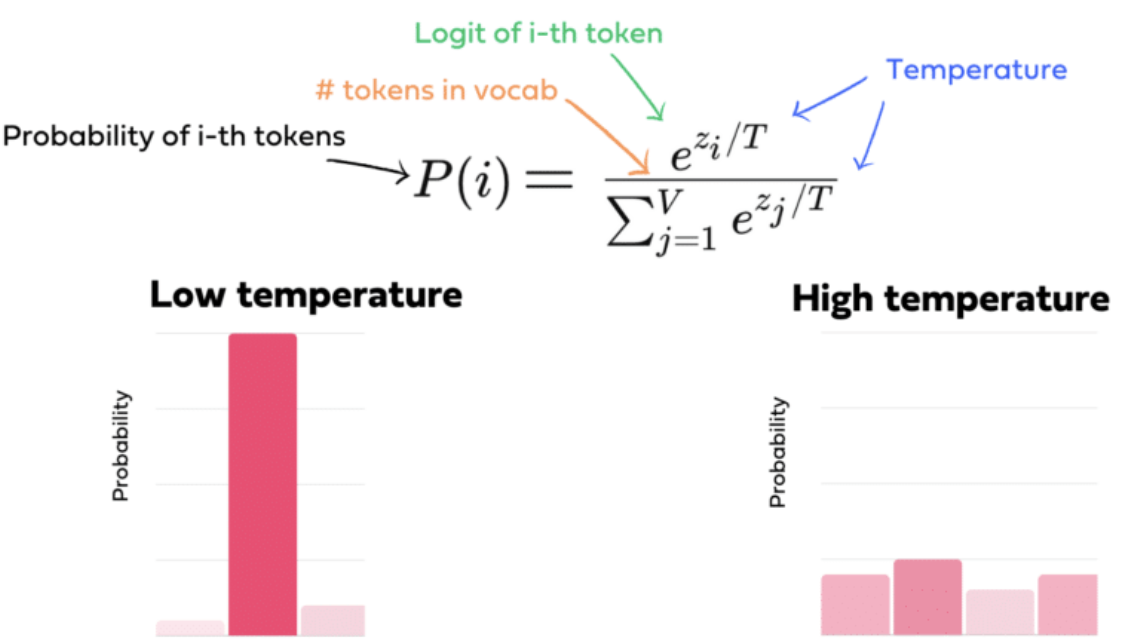 Logit of i-th token
# tokens in vocab
Temperature
Probability of i-th tokens
P(i) = e^{z_i/T} / ∑_{j=1}^{V} e^{z_j/T}
Low temperature
High temperature
Probability
Probability